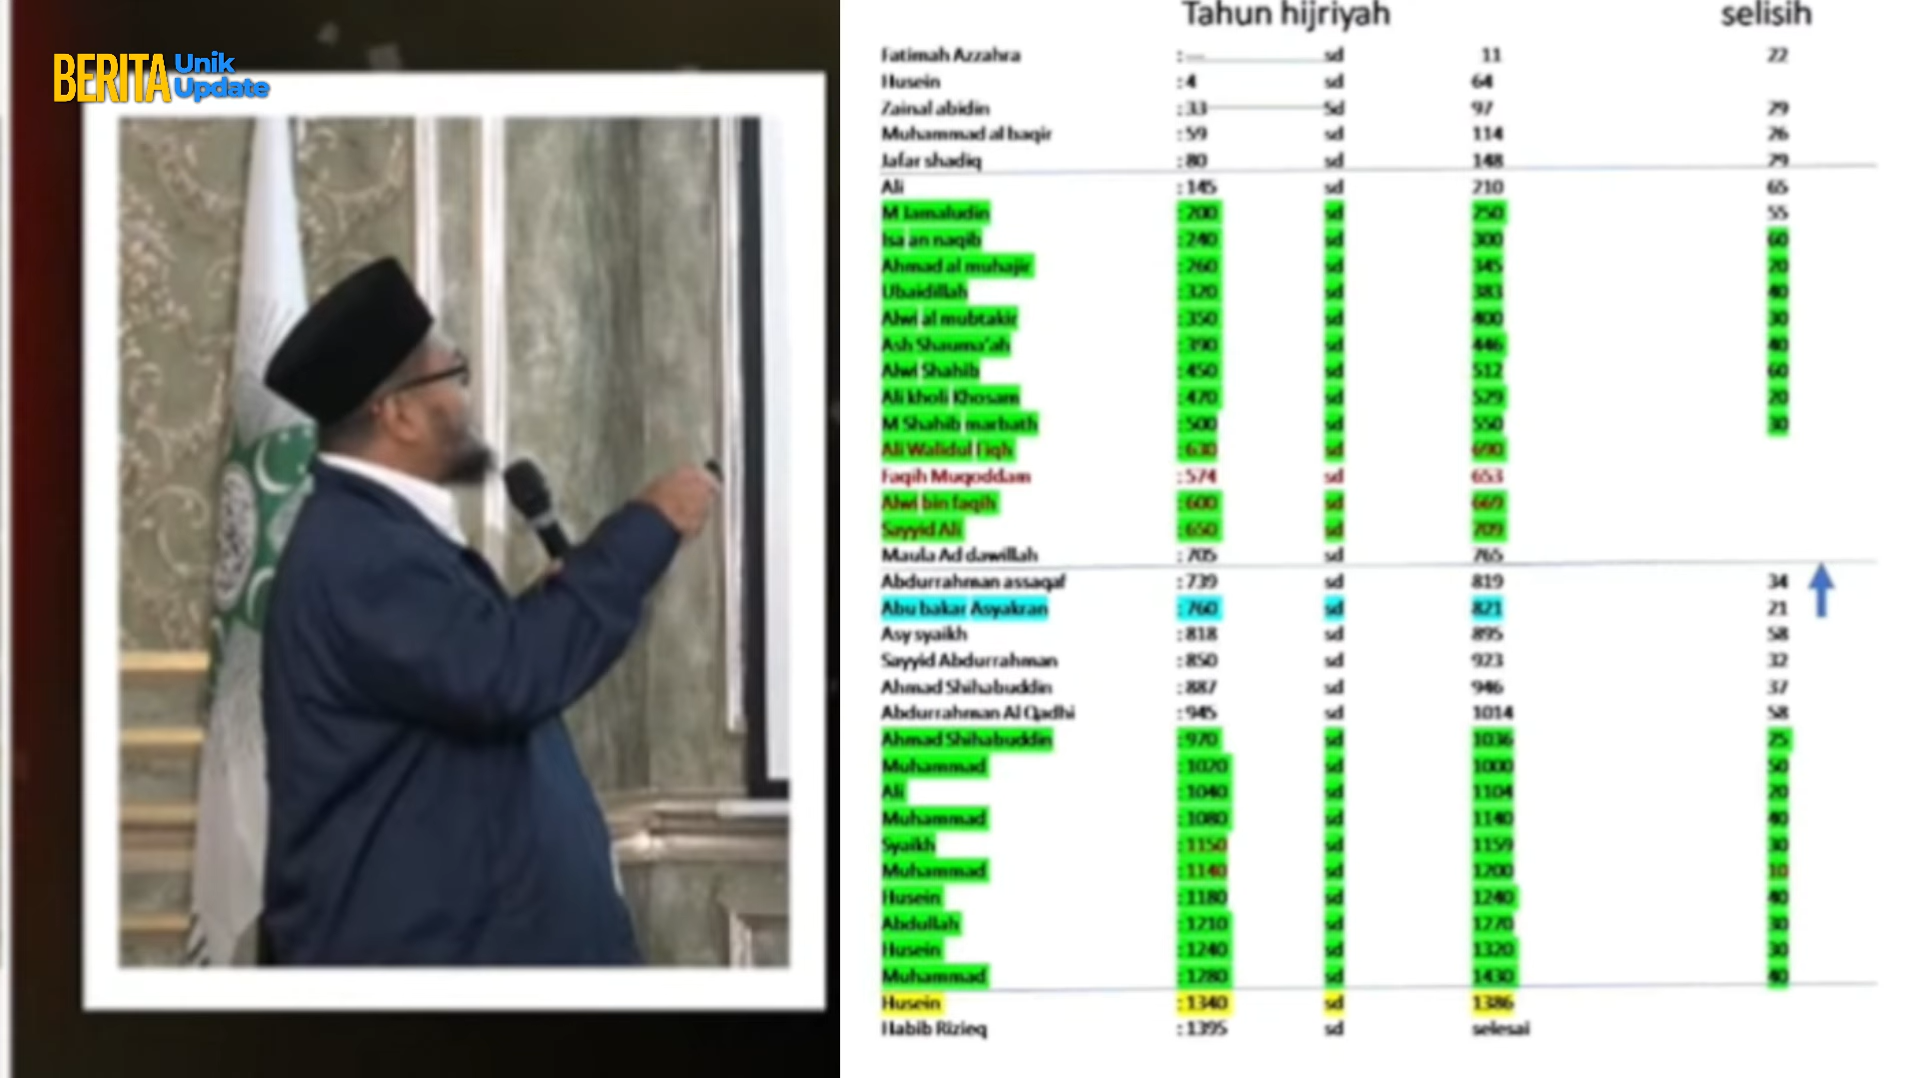 BERITA Unik Update
Tahun hijriyah selisih
Fatimah Azzahra : --- sd 11 22
Husein : 4 sd 64
Zainal abidin : 33 Sd 97 29
Muhammad al baqir : 59 sd 114 26
Jafar shadiq : 80 sd 148 29
Ali : 145 sd 210 65
M Jamaludin : 200 sd 250 55
Isa an naqib : 240 sd 300 60
Ahmad al muhajir : 260 sd 345 20
Ubaidillah : 320 sd 383 40
Alwi al mubtakir : 350 sd 400 30
Ash Shauma'ah : 390 sd 446 40
Alwi Shahib : 450 sd 512 60
Ali kholi Khosam : 470 sd 529 20
M Shahib marbath : 500 sd 550 30
Ali Walidul Fiqh : 630 sd 690
Faqih Muqoddam : 574 sd 653
Alwi bin faqih : 600 sd 669
Sayyid Ali : 650 sd 709
Maula Ad dawillah : 705 sd 765
Abdurrahman assaqaf : 739 sd 819 34
Abu bakar Asyakran : 760 sd 821 21
Asy syaikh : 818 sd 895 58
Sayyid Abdurrahman : 850 sd 923 32
Ahmad Shihabuddin : 887 sd 946 37
Abdurrahman Al Qadhi : 945 sd 1014 58
Ahmad Shihabuddin : 970 sd 1036 25
Muhammad : 1020 sd 1000 50
Ali : 1040 sd 1104 20
Muhammad : 1080 sd 1140 40
Syaikh : 1150 sd 1159 30
Muhammad : 1140 sd 1200 10
Husein : 1180 sd 1240 40
Abdullah : 1210 sd 1270 30
Husein : 1240 sd 1320 30
Muhammad : 1280 sd 1430 40
Husein : 1340 sd 1386
Habib Rizieq : 1395 sd selesai